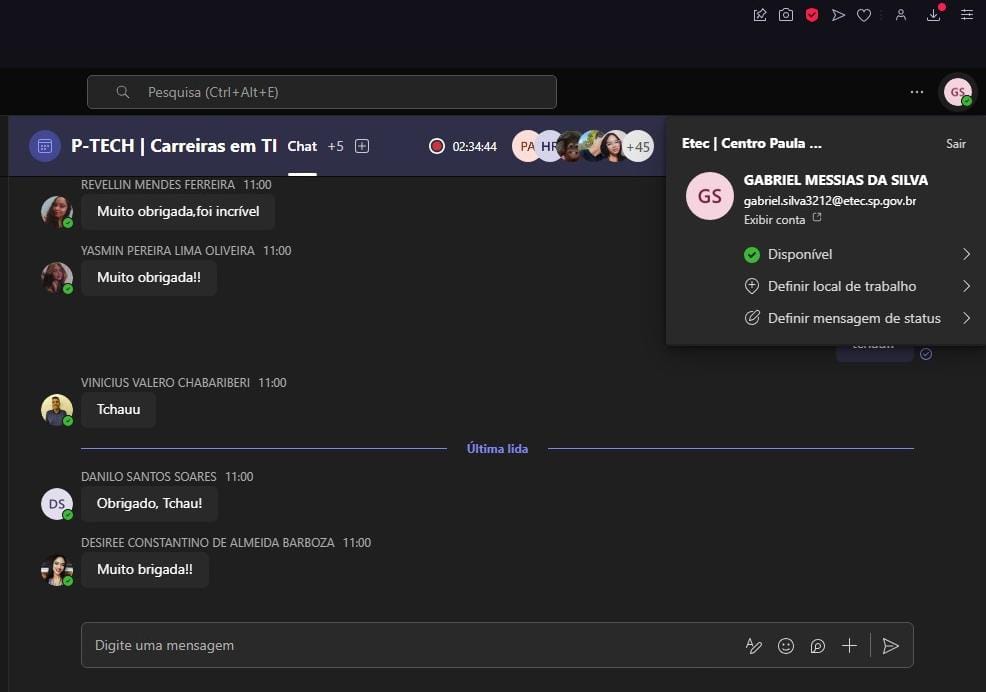 Pesquisa (Ctrl+Alt+E)
GS
P-TECH | Carreiras em TI Chat +5
02:34:44
PA HR +45
Etec | Centro Paula ... Sair
GS
GABRIEL MESSIAS DA SILVA
gabriel.silva3212@etec.sp.gov.br
Exibir conta
Disponível
Definir local de trabalho
Definir mensagem de status
REVELLIN MENDES FERREIRA 11:00
Muito obrigada,foi incrível
YASMIN PEREIRA LIMA OLIVEIRA 11:00
Muito obrigada!!
VINICIUS VALERO CHABARIBERI 11:00
Tchauu
Última lida
DANILO SANTOS SOARES 11:00
DS
Obrigado, Tchau!
DESIREE CONSTANTINO DE ALMEIDA BARBOZA 11:00
Muito brigada!!
Digite uma mensagem